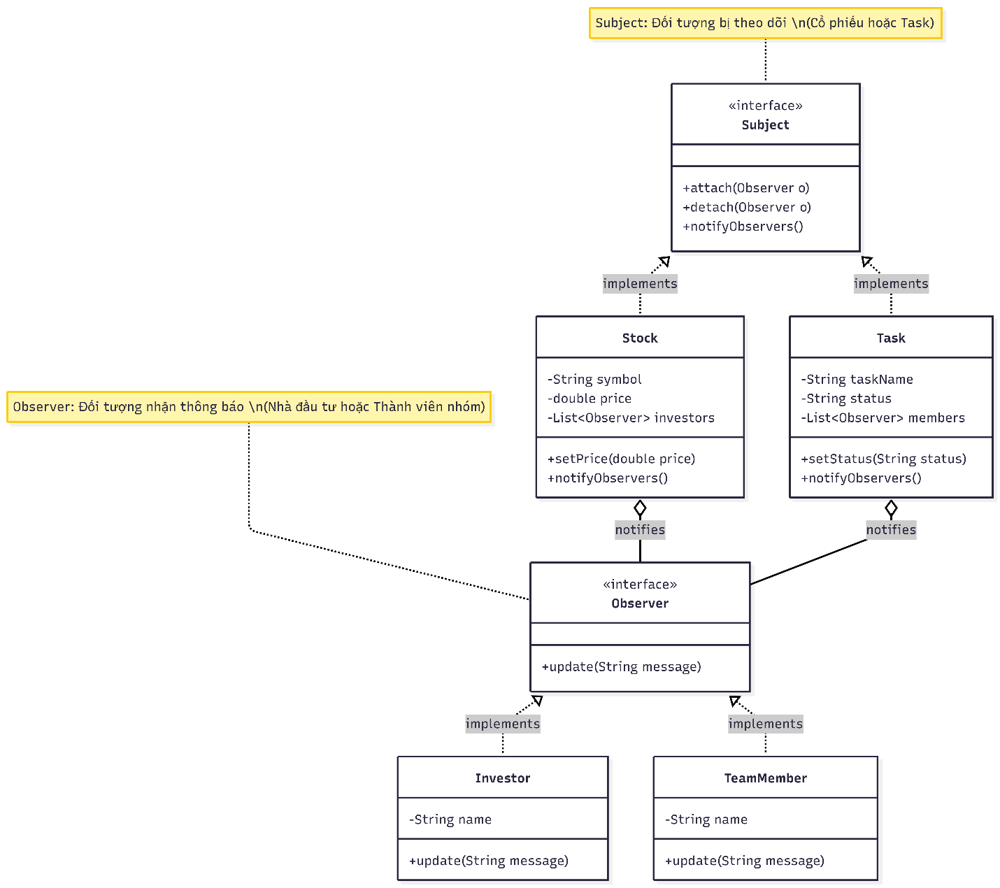 Subject: Đối tượng bị theo dõi \n(Cổ phiếu hoặc Task)
«interface»
Subject
+attach(Observer o)
+detach(Observer o)
+notifyObservers()
implements
implements
Stock
-String symbol
-double price
-List<Observer> investors
+setPrice(double price)
+notifyObservers()
Task
-String taskName
-String status
-List<Observer> members
+setStatus(String status)
+notifyObservers()
Observer: Đối tượng nhận thông báo \n(Nhà đầu tư hoặc Thành viên nhóm)
notifies
notifies
«interface»
Observer
+update(String message)
implements
implements
Investor
-String name
+update(String message)
TeamMember
-String name
+update(String message)